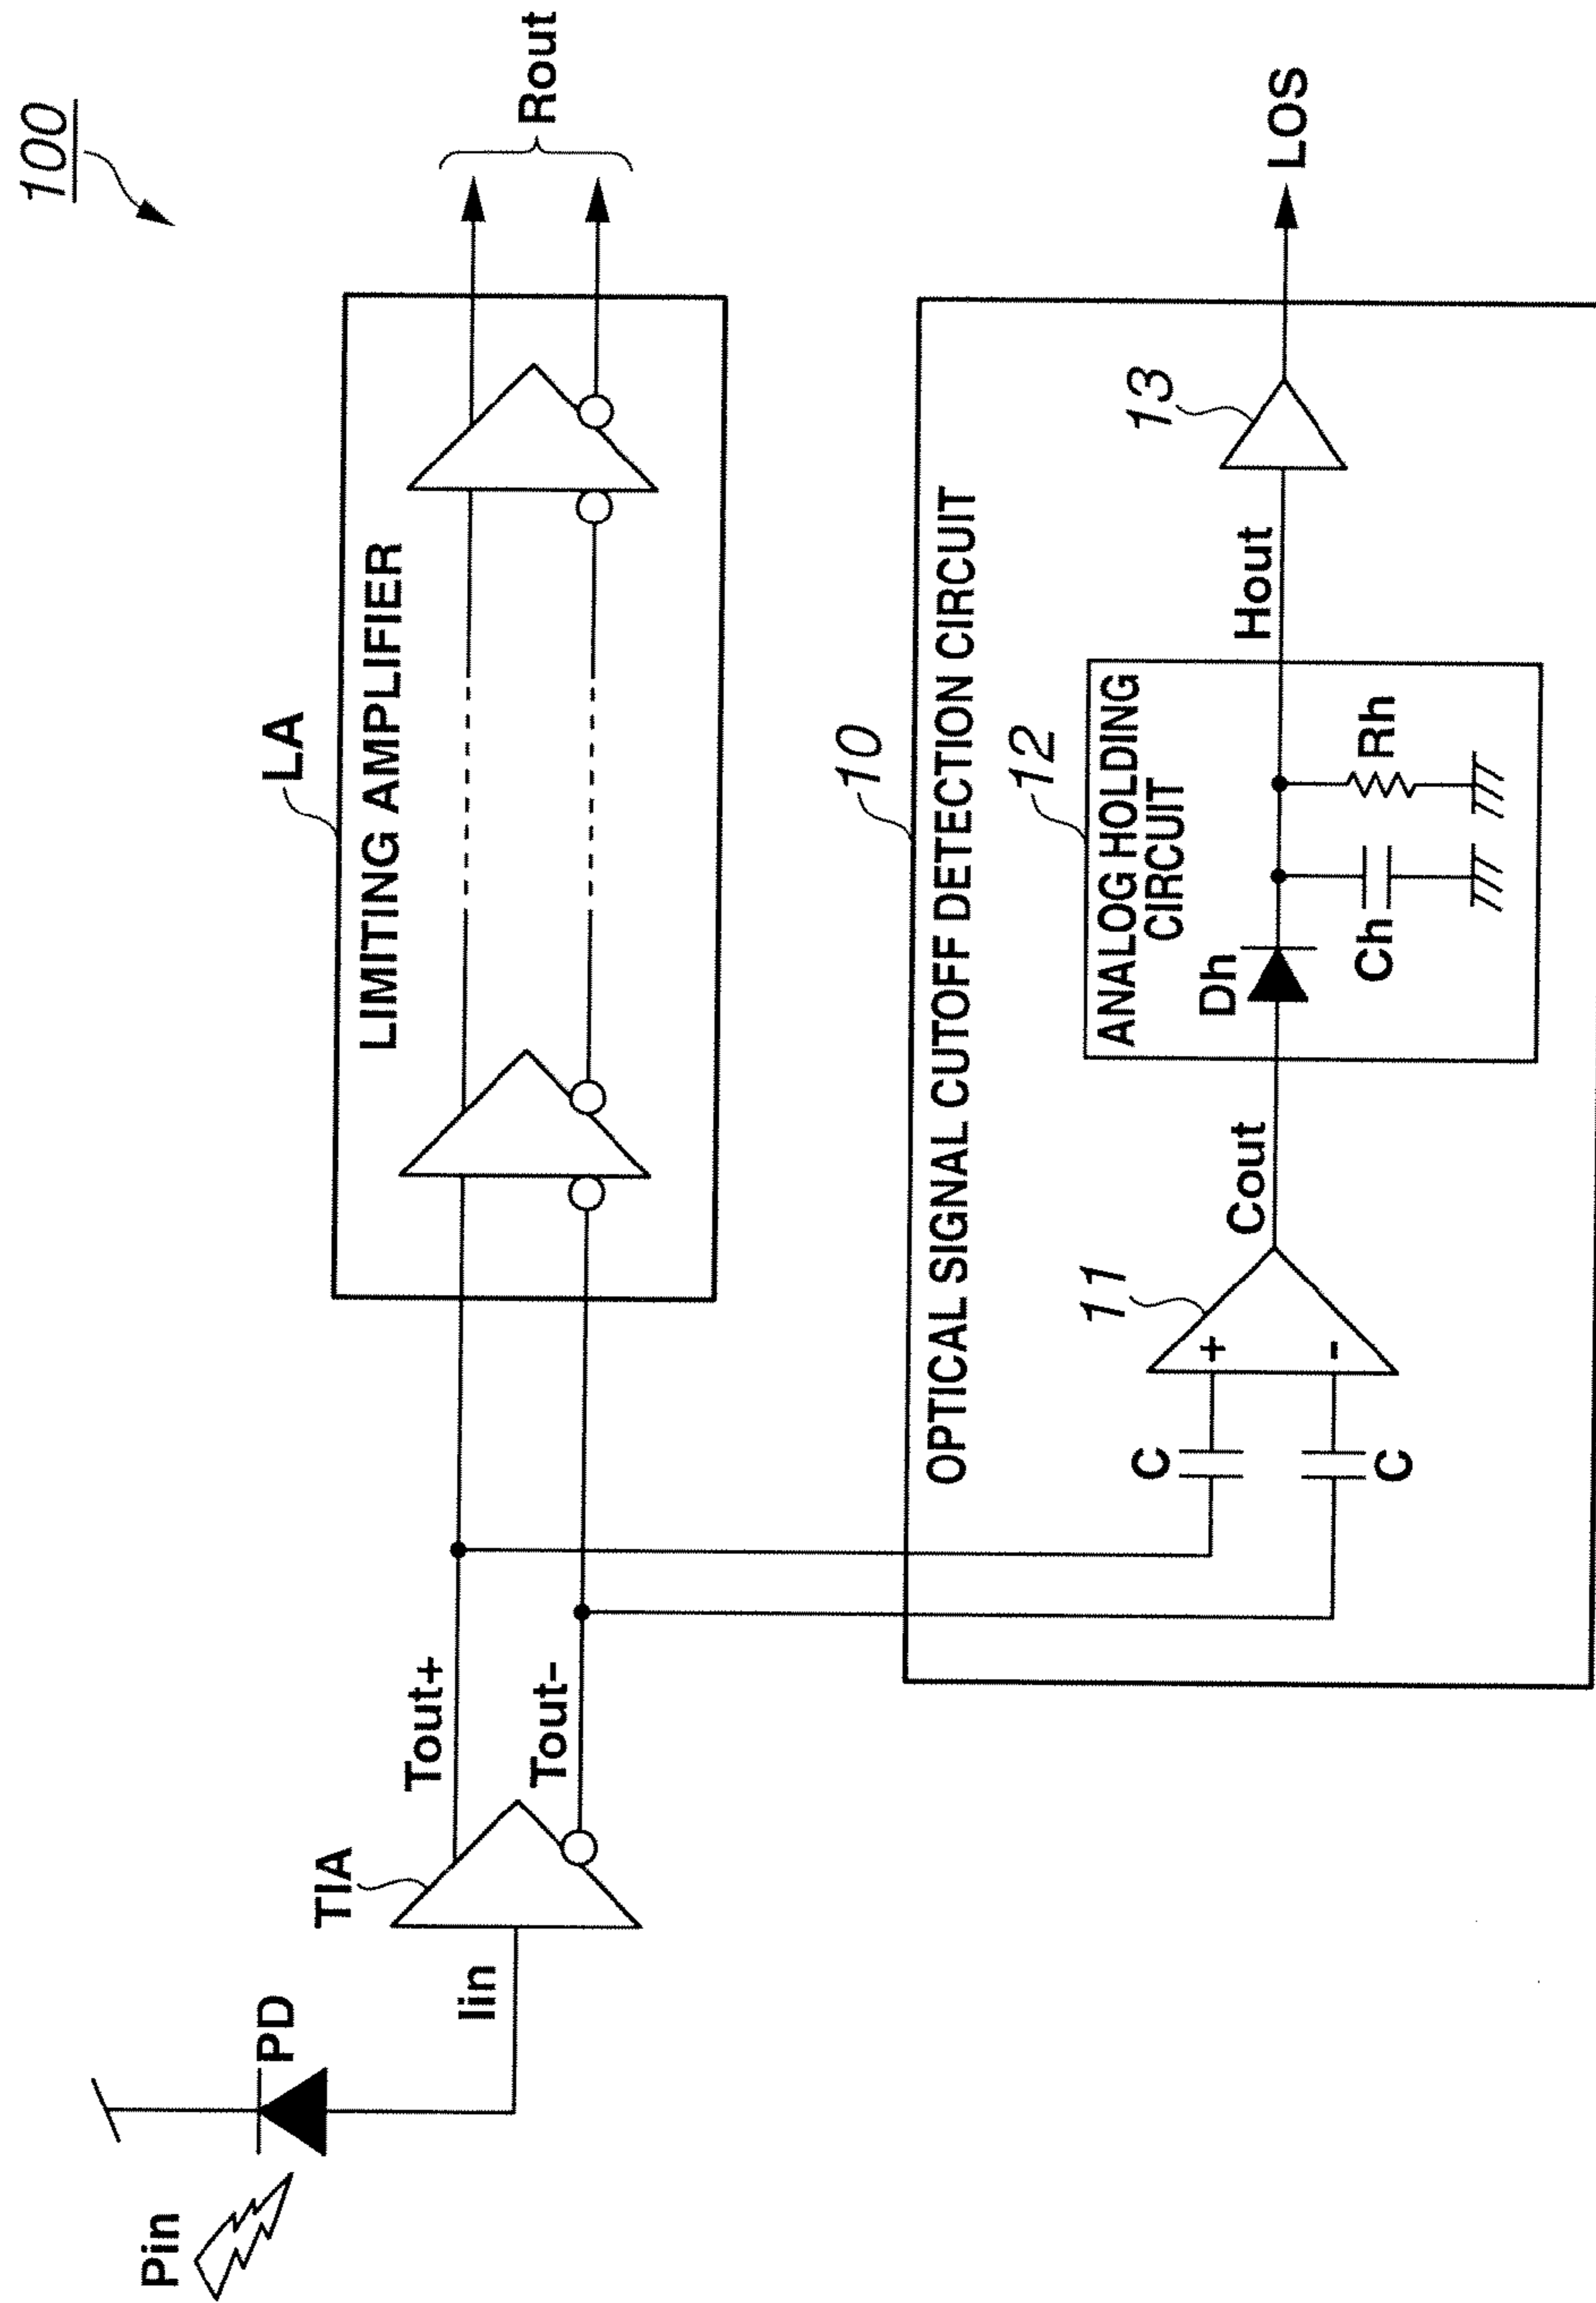 100
LA
LIMITING AMPLIFIER
Rout
TIA
Tout+
Tout-
Pin
PD
Iin
10
OPTICAL SIGNAL CUTOFF DETECTION CIRCUIT
12
ANALOG HOLDING
CIRCUIT
11
13
C
+
-
C
Cout
Dh
Ch
Rh
Hout
LOS